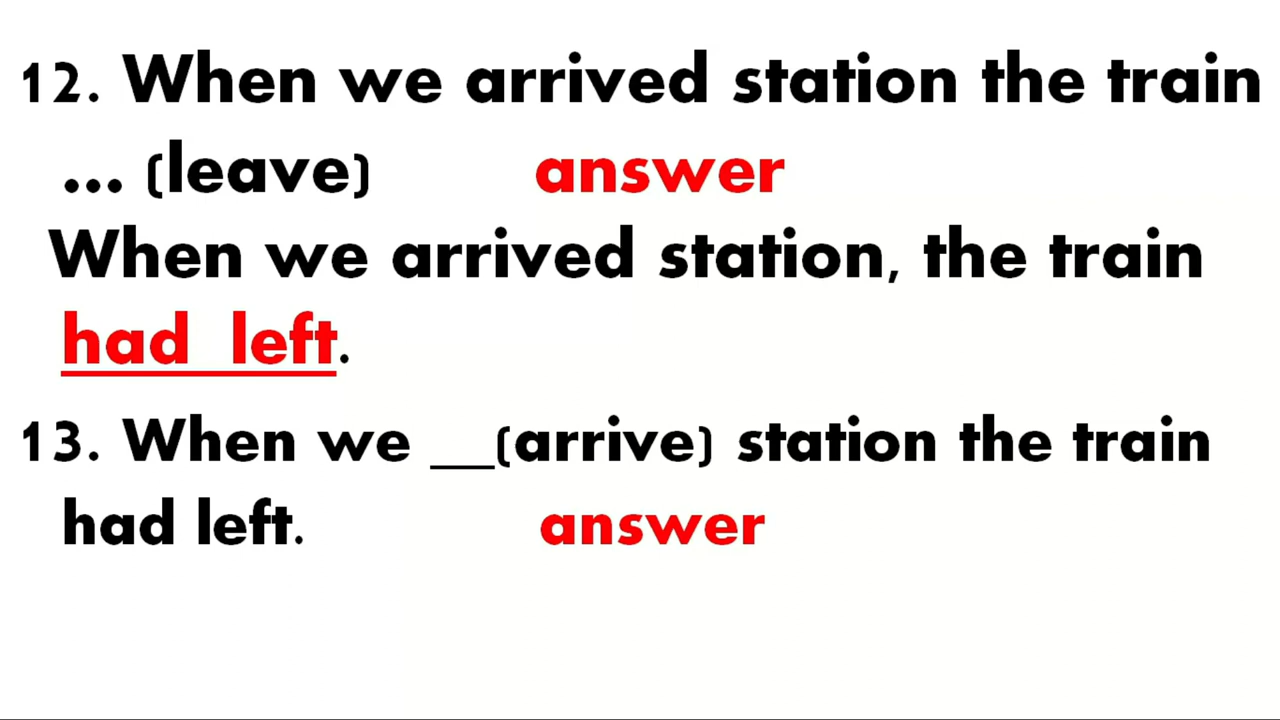 12. When we arrived station the train
... (leave) answer
When we arrived station, the train
had left.
13. When we __(arrive) station the train
had left. answer